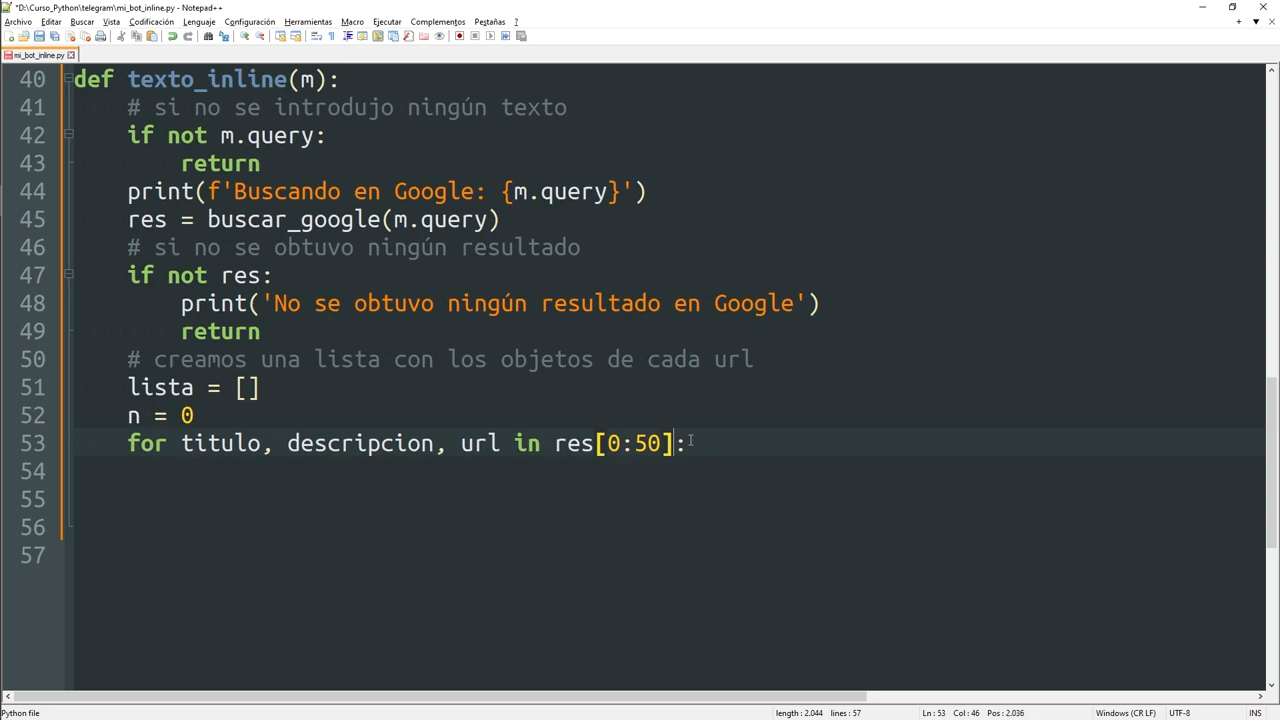 *D:\Curso_Python\telegram\mi_bot_inline.py - Notepad++
Archivo Editar Buscar Vista Codificación Lenguaje Configuración Herramientas Macro Ejecutar Complementos Pestañas ?
mi_bot_inline.py
40 def texto_inline(m):
41 # si no se introdujo ningún texto
42 if not m.query:
43 return
44 print(f'Buscando en Google: {m.query}')
45 res = buscar_google(m.query)
46 # si no se obtuvo ningún resultado
47 if not res:
48 print('No se obtuvo ningún resultado en Google')
49 return
50 # creamos una lista con los objetos de cada url
51 lista = []
52 n = 0
53 for titulo, descripcion, url in res[0:50]:
54
55
56
57
Python file length : 2.044 lines : 57 Ln : 53 Col : 46 Pos : 2.036 Windows (CR LF) UTF-8 INS